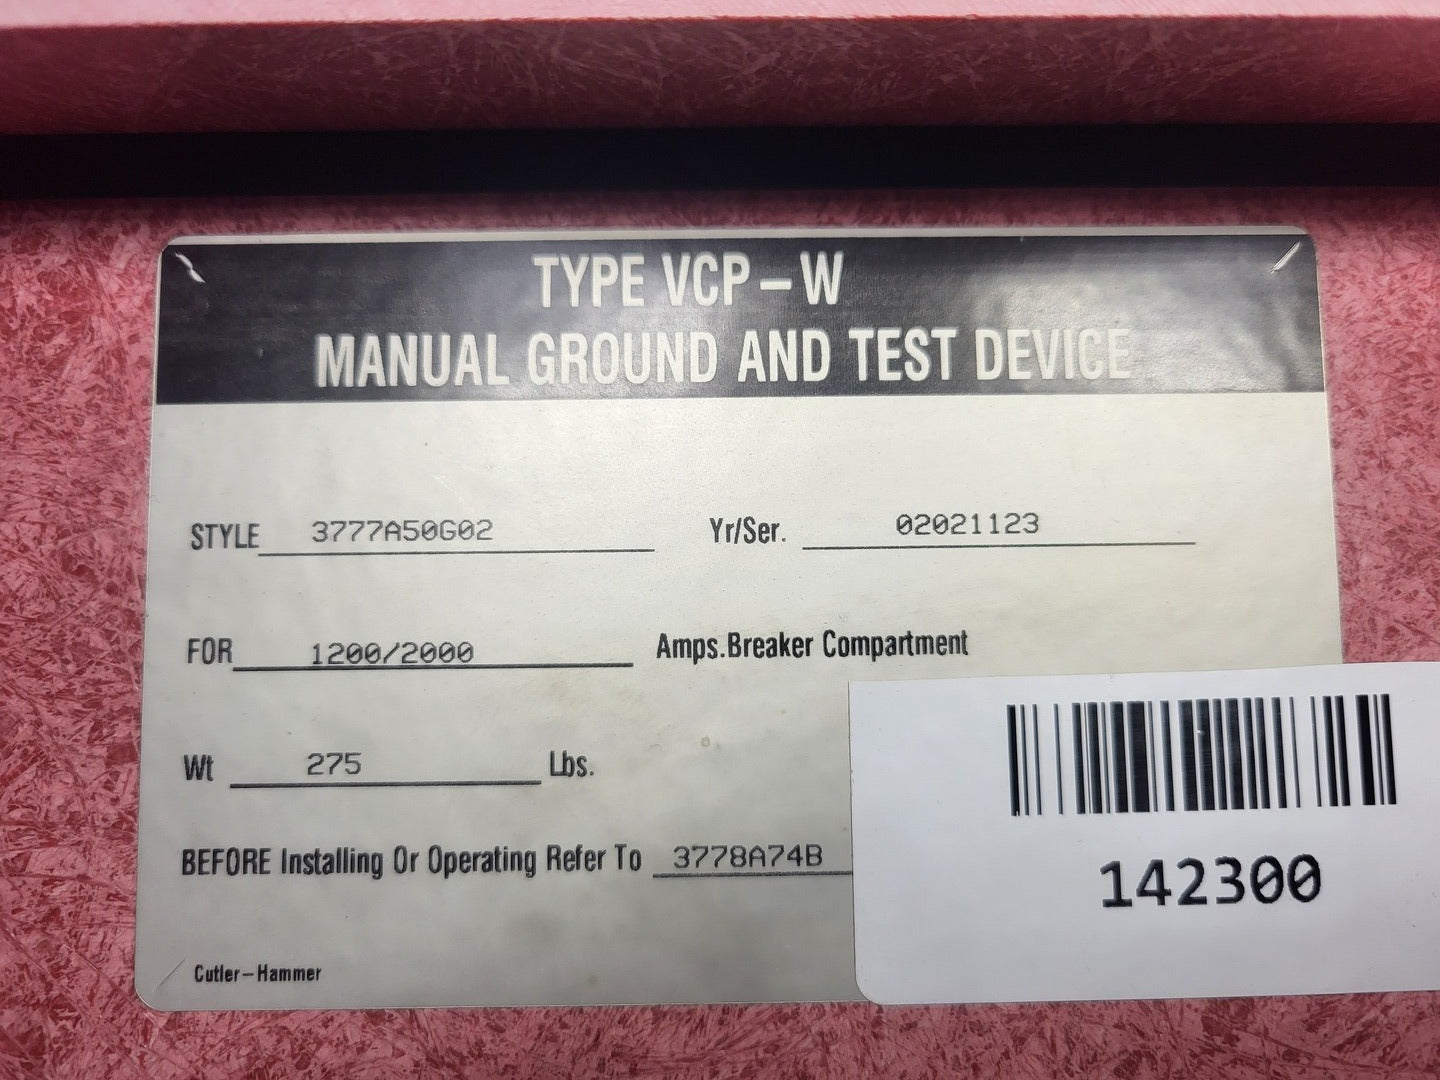 TYPE VCP-W
MANUAL GROUND AND TEST DEVICE
STYLE 3777A50G02 Yr/Ser. 02021123
FOR 1200/2000 Amps.Breaker Compartment
Wt 275 Lbs.
BEFORE Installing Or Operating Refer To 3778A74B
Cutler-Hammer
142300